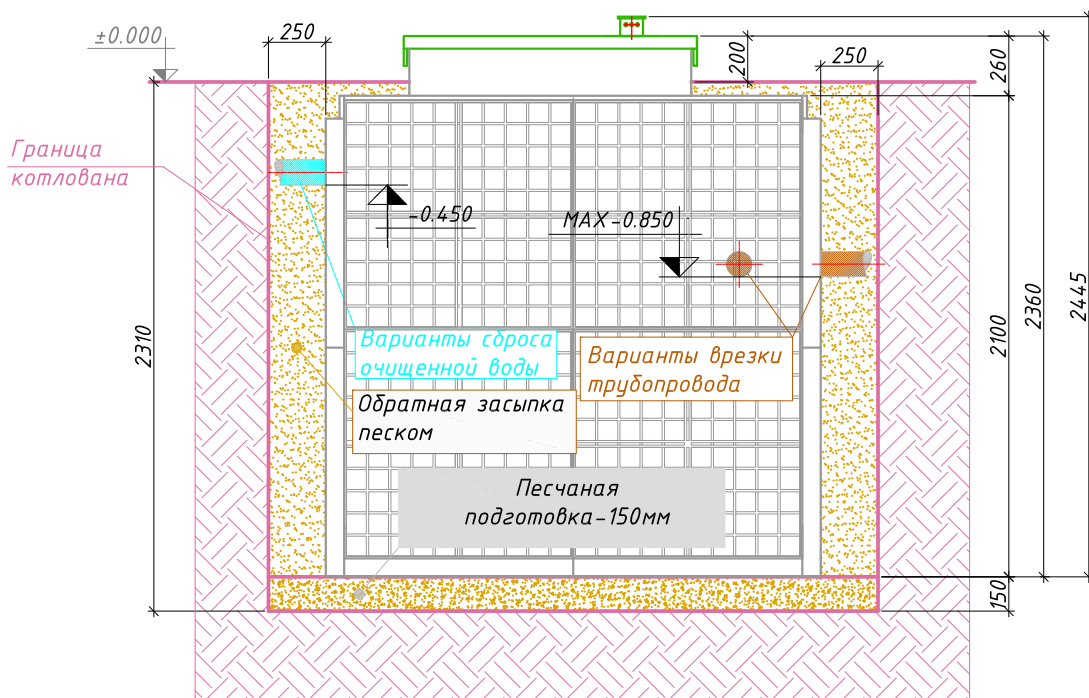 ±0.000
250
200
250
260
2445
Граница
котлована
-0.450
MAX-0.850
2310
2100
2360
Варианты сброса
очищенной воды
Варианты врезки
трубопровода
Обратная засыпка
песком
Песчаная
подготовка-150мм
150